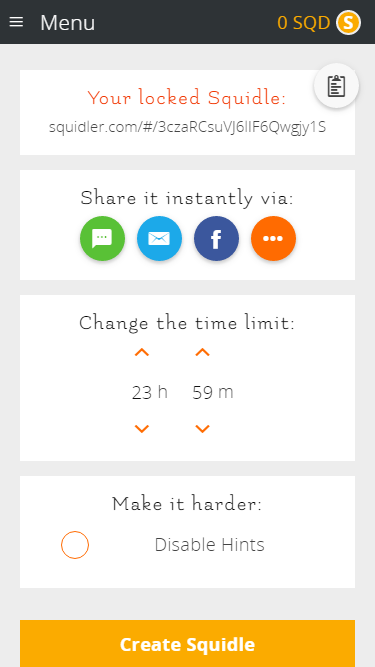 Menu
0 SQD S
Your locked Squidle:
squidler.com/#/3czaRCsuVJ6lIF6Qwgjy1S
Share it instantly via:
f
Change the time limit:
23 h 59 m
Make it harder:
Disable Hints
Create Squidle